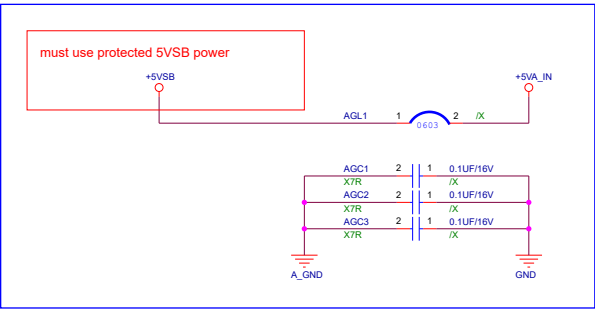 must use protected 5VSB power
+5VSB
+5VA_IN
AGL1 1 2 /X
0603
AGC1 2 1 0.1UF/16V
X7R /X
AGC2 2 1 0.1UF/16V
X7R /X
AGC3 2 1 0.1UF/16V
X7R /X
A_GND GND